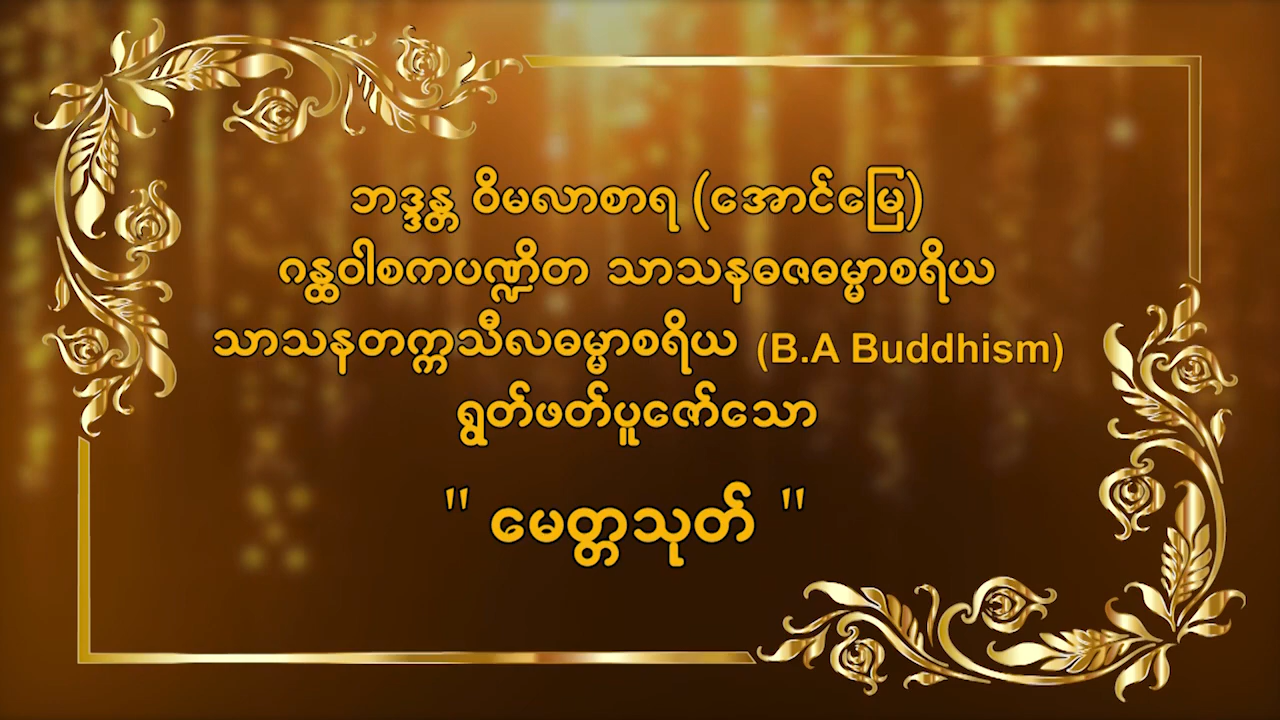 ဘဒ္ဒန္တ ဝိမလာစာရ (အောင်မြေ)
ဂန္ထဝါစကပဏ္ဍိတ သာသနဓဇဓမ္မာစရိယ
သာသနတက္ကသီလဓမ္မာစရိယ (B.A Buddhism)
ရွတ်ဖတ်ပူဇော်သော
" မေတ္တသုတ် "